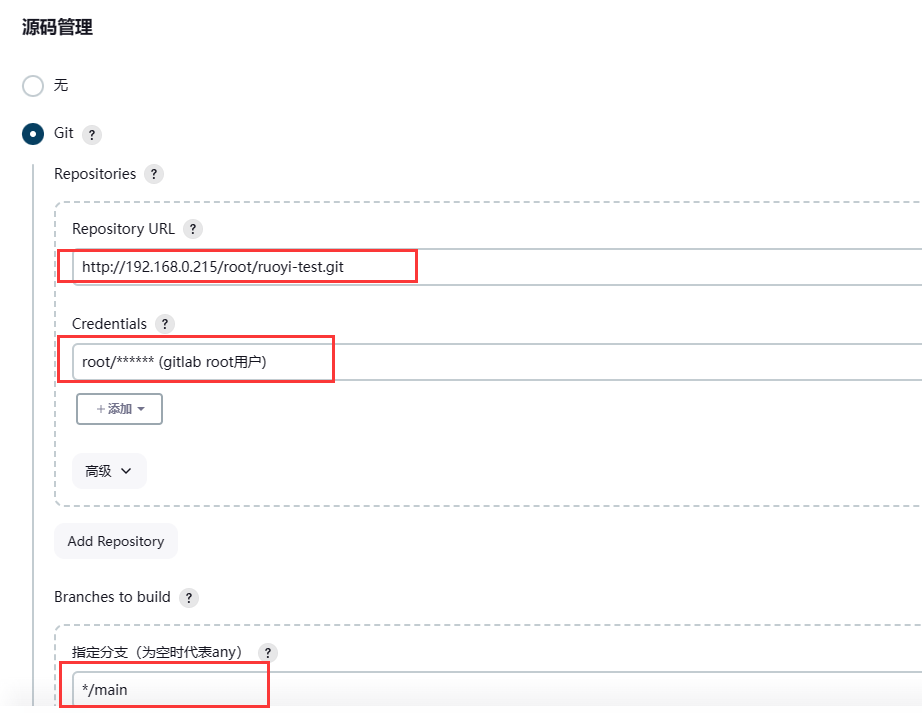 源码管理
无
Git ?
Repositories ?
Repository URL ?
http://192.168.0.215/root/ruoyi-test.git
Credentials ?
root/****** (gitlab root用户)
+ 添加
高级
Add Repository
Branches to build ?
指定分支（为空时代表any） ?
*/main